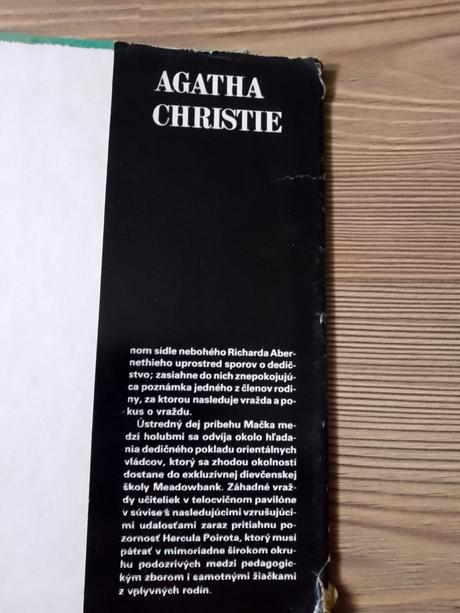 AGATHA
CHRISTIE
nom sídle nebohého Richarda Aber-
nethieho uprostred sporov o dedič-
stvo; zasiahne do nich znepokojujú-
ca poznámka jedného z členov rodi-
ny, za ktorou nasleduje vražda a po-
kus o vraždu.
Ústredný dej príbehu Mačka me-
dzi holubmi sa odvíja okolo hľada-
nia dedičného pokladu orientálnych
vládcov, ktorý sa zhodou okolností
dostane do exkluzívnej dievčenskej
školy Meadowbank. Záhadné vraž-
dy učiteliek v telocvičnom pavilóne
v súvise s nasledujúcimi vzrušujúci-
mi udalosťami zaraz pritiahnu po-
zornosť Hercula Poirota, ktorý musí
pátrať v mimoriadne širokom okru-
hu podozrivých medzi pedagogic-
kým zborom i samotnými žiačkami
z vplyvných rodín.